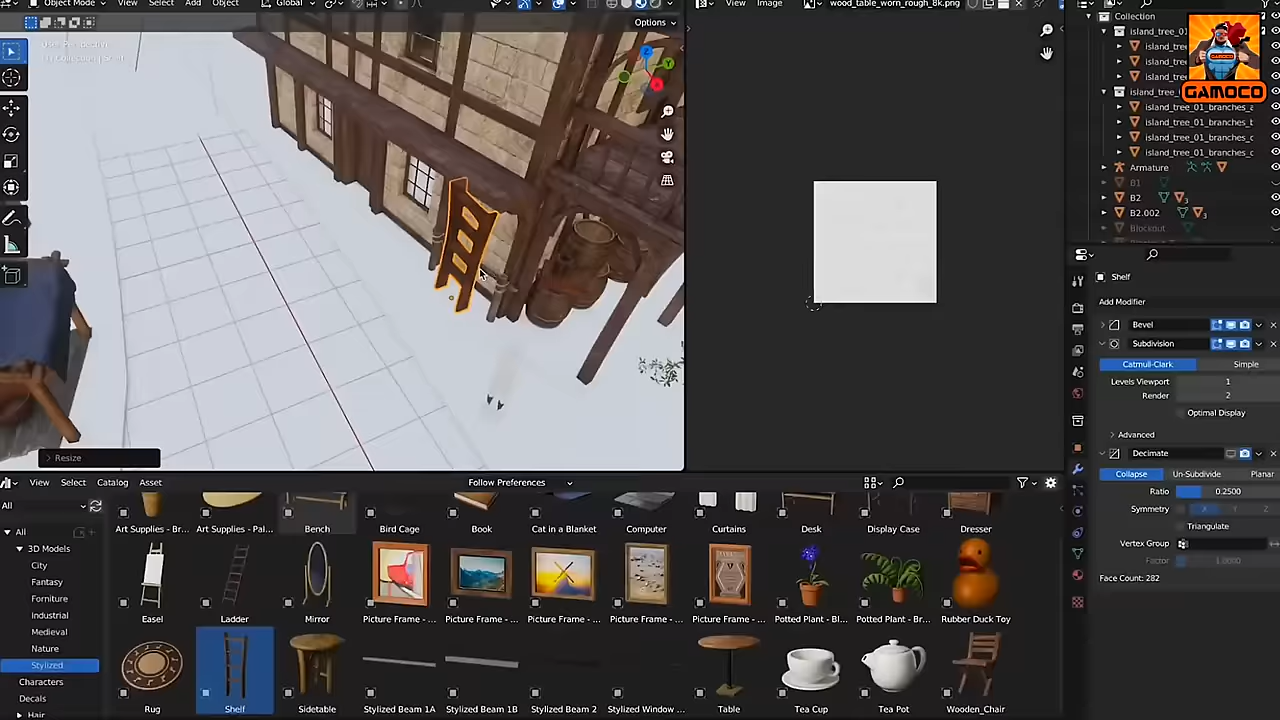 Object Mode
View
Select
Add
Object
Global
Options
View
Image
wood_table_worn_rough_8k.png
GAMOCO
Collection
island_tree_01_branches_a
island_tree_01_branches_b
island_tree_01_branches_c
island_tree_01_branches_c
Armature
B1
B2
B2.002
Blockout
Shelf
Add Modifier
Bevel
Subdivision
Catmull-Clark
Simple
Levels Viewport
1
Render
2
Optimal Display
Advanced
Decimate
Collapse
Un-Subdivide
Planar
Ratio
0.2500
Symmetry
X
Y
Z
Triangulate
Vertex Group
Factor
1.0000
Face Count: 282
Resize
View
Select
Catalog
Asset
Follow Preferences
All
All
3D Models
City
Fantasy
Furniture
Industrial
Medieval
Nature
Stylized
Characters
Decals
Hair
Art Supplies - Br...
Art Supplies - Pal...
Bench
Bird Cage
Book
Cat in a Blanket
Computer
Curtains
Desk
Display Case
Dresser
Easel
Ladder
Mirror
Picture Frame - ...
Picture Frame - ...
Picture Frame - ...
Picture Frame - ...
Picture Frame - ...
Potted Plant - Bl...
Potted Plant - Br...
Rubber Duck Toy
Rug
Shelf
Sidetable
Stylized Beam 1A
Stylized Beam 1B
Stylized Beam 2
Stylized Window ...
Table
Tea Cup
Tea Pot
Wooden_Chair